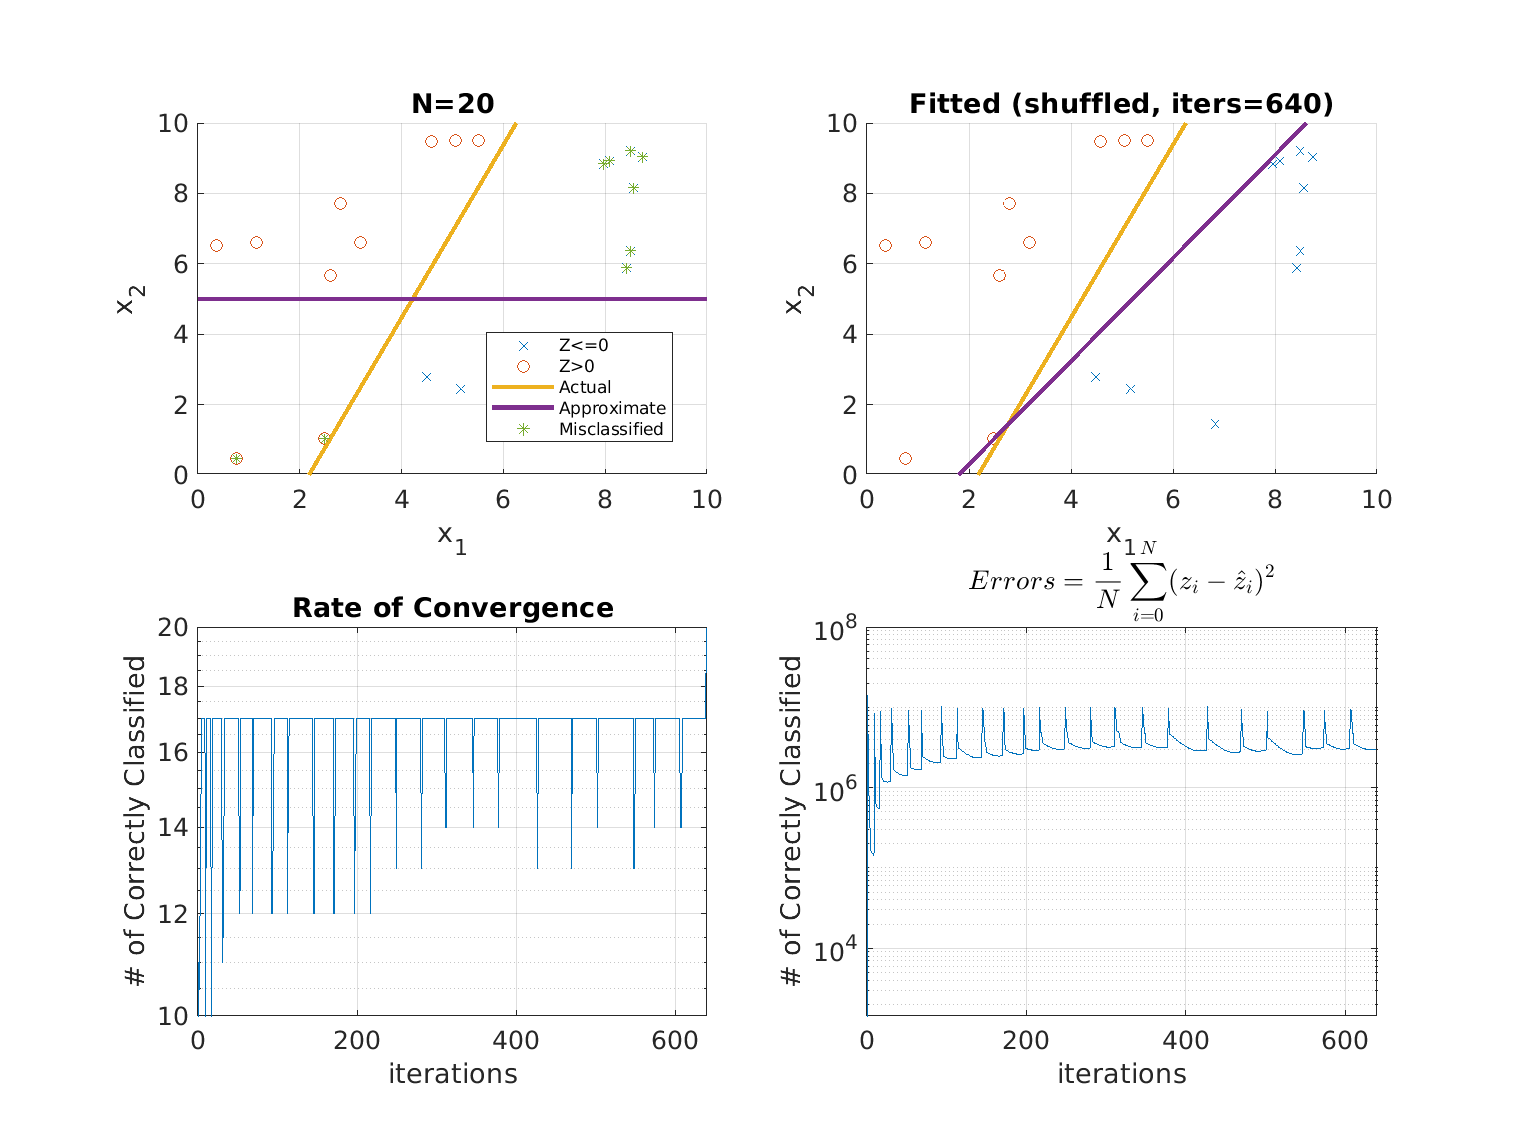 N=20
10
8
6
4
2
0
x2
0 2 4 6 8 10
x1
Z<=0
Z>0
Actual
Approximate
Misclassified
Fitted (shuffled, iters=640)
10
8
6
4
2
0
x2
0 2 4 6 8 10
x1
Rate of Convergence
20
18
16
14
12
10
# of Correctly Classified
0 200 400 600
iterations
Errors = 1/N ∑_{i=0}^{N} (z_i − ẑ_i)^2
10^8
10^6
10^4
# of Correctly Classified
0 200 400 600
iterations